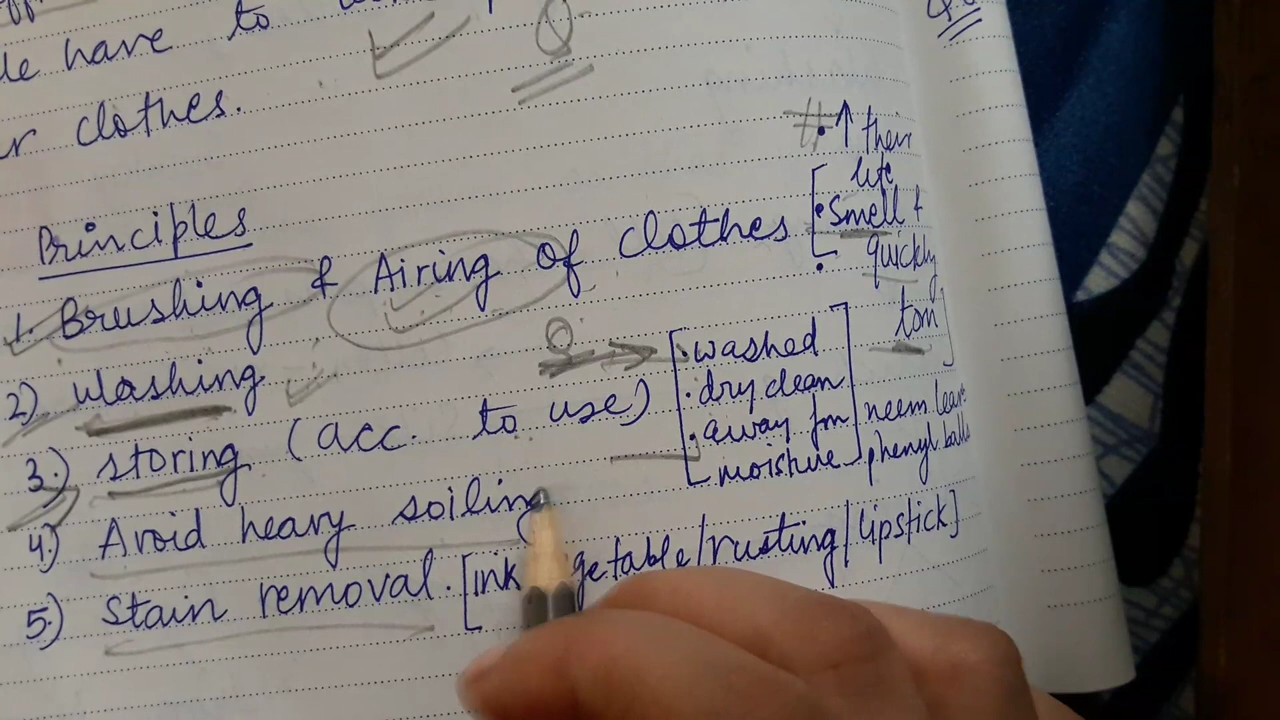 le have to
r clothes.
Principles
1. Brushing & Airing of clothes [ • ↑ their
life
• smell &
• quickly
torn ]
2) washing
3.) storing (acc. to use) [ • washed
• dry clean
• away from
moisture ] neem leave
phenyl balls
4.) Avoid heavy soiling
5.) Stain removal. [ink getable/rusting/lipstick]
Q
Q